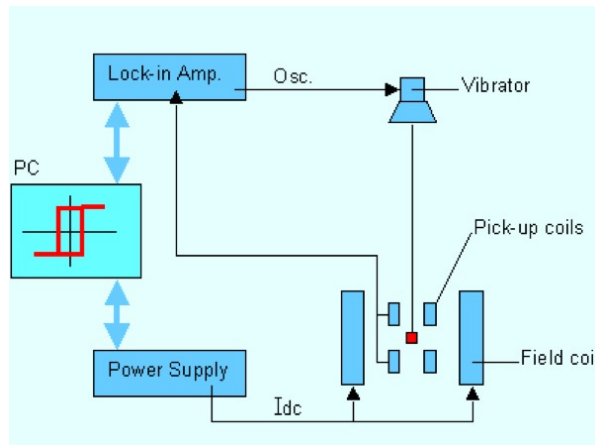 Lock-in Amp.
Osc.
Vibrator
PC
Pick-up coils
Power Supply
Field coi
Idc